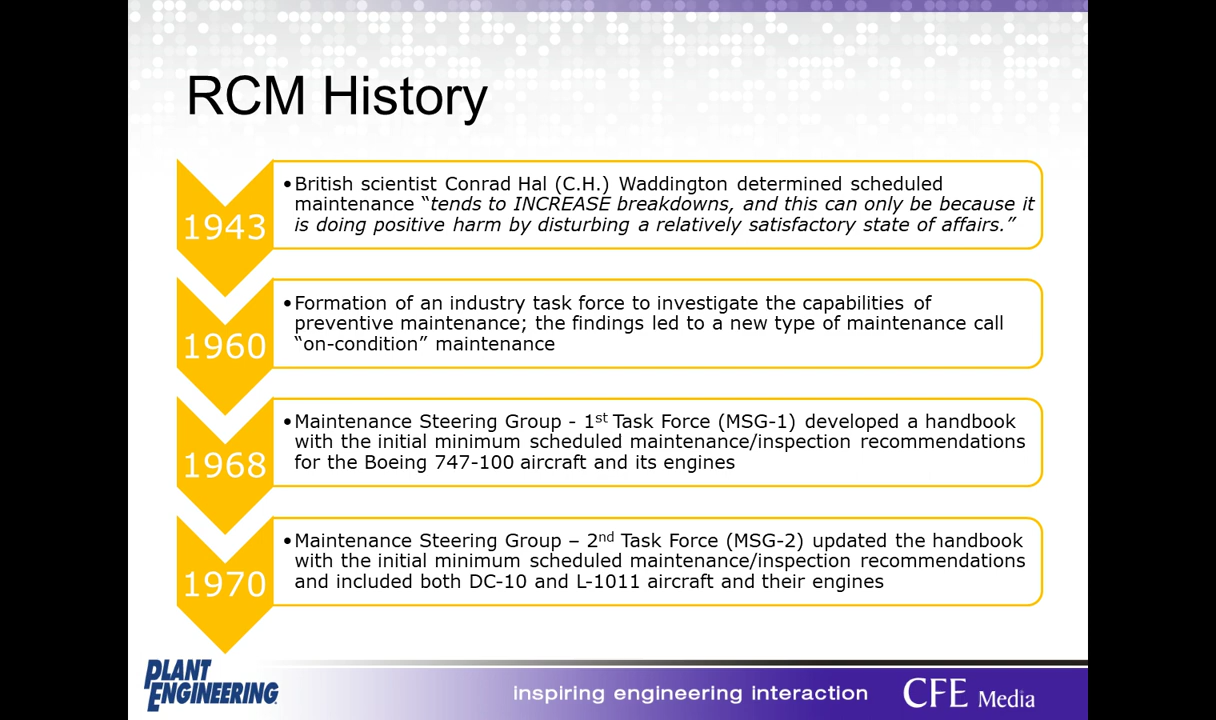 RCM History
1943
•British scientist Conrad Hal (C.H.) Waddington determined scheduled
maintenance “tends to INCREASE breakdowns, and this can only be because it
is doing positive harm by disturbing a relatively satisfactory state of affairs.”
1960
•Formation of an industry task force to investigate the capabilities of
preventive maintenance; the findings led to a new type of maintenance call
“on-condition” maintenance
1968
•Maintenance Steering Group - 1st Task Force (MSG-1) developed a handbook
with the initial minimum scheduled maintenance/inspection recommendations
for the Boeing 747-100 aircraft and its engines
1970
•Maintenance Steering Group – 2nd Task Force (MSG-2) updated the handbook
with the initial minimum scheduled maintenance/inspection recommendations
and included both DC-10 and L-1011 aircraft and their engines
PLANT
ENGINEERING
inspiring engineering interaction
CFE Media